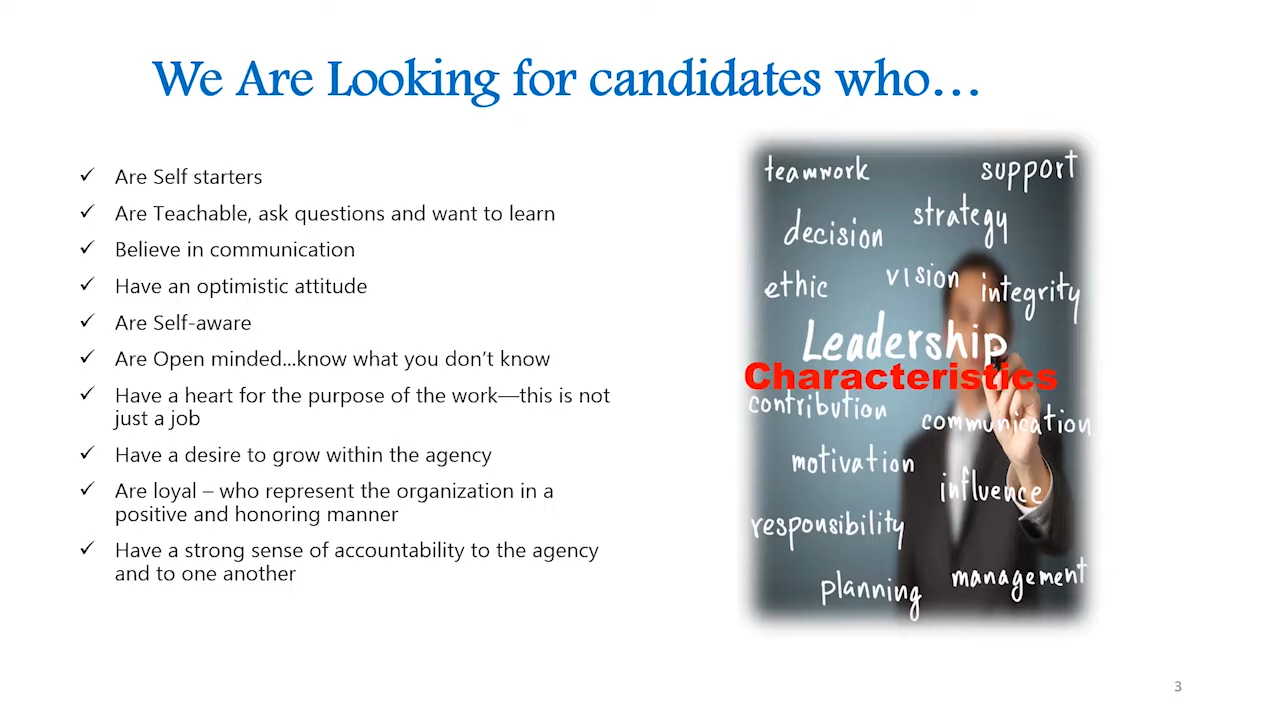 We Are Looking for candidates who…
✓ Are Self starters
✓ Are Teachable, ask questions and want to learn
✓ Believe in communication
✓ Have an optimistic attitude
✓ Are Self-aware
✓ Are Open minded...know what you don’t know
✓ Have a heart for the purpose of the work—this is not
just a job
✓ Have a desire to grow within the agency
✓ Are loyal – who represent the organization in a
positive and honoring manner
✓ Have a strong sense of accountability to the agency
and to one another
teamwork support
decision strategy
ethic vision integrity
Leadership
Characteristics
contribution communication
motivation
influence
responsibility
planning management
3